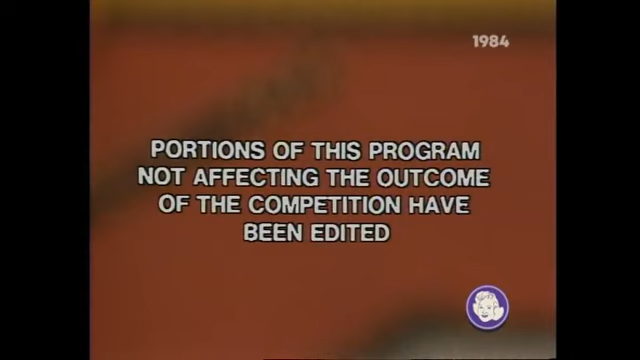 1984
PORTIONS OF THIS PROGRAM
NOT AFFECTING THE OUTCOME
OF THE COMPETITION HAVE
BEEN EDITED